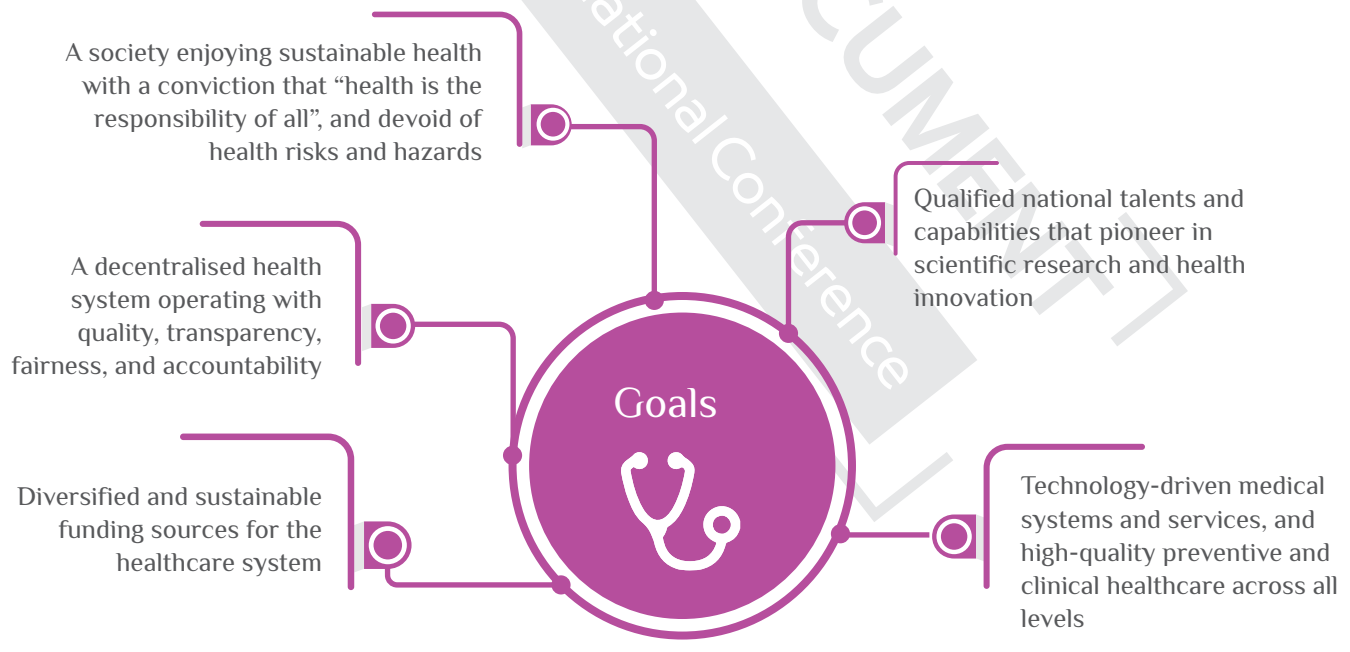 A society enjoying sustainable health
with a conviction that “health is the
responsibility of all”, and devoid of
health risks and hazards
A decentralised health
system operating with
quality, transparency,
fairness, and accountability
Diversified and sustainable
funding sources for the
healthcare system
Goals
Qualified national talents and
capabilities that pioneer in
scientific research and health
innovation
Technology-driven medical
systems and services, and
high-quality preventive and
clinical healthcare across all
levels
Conference